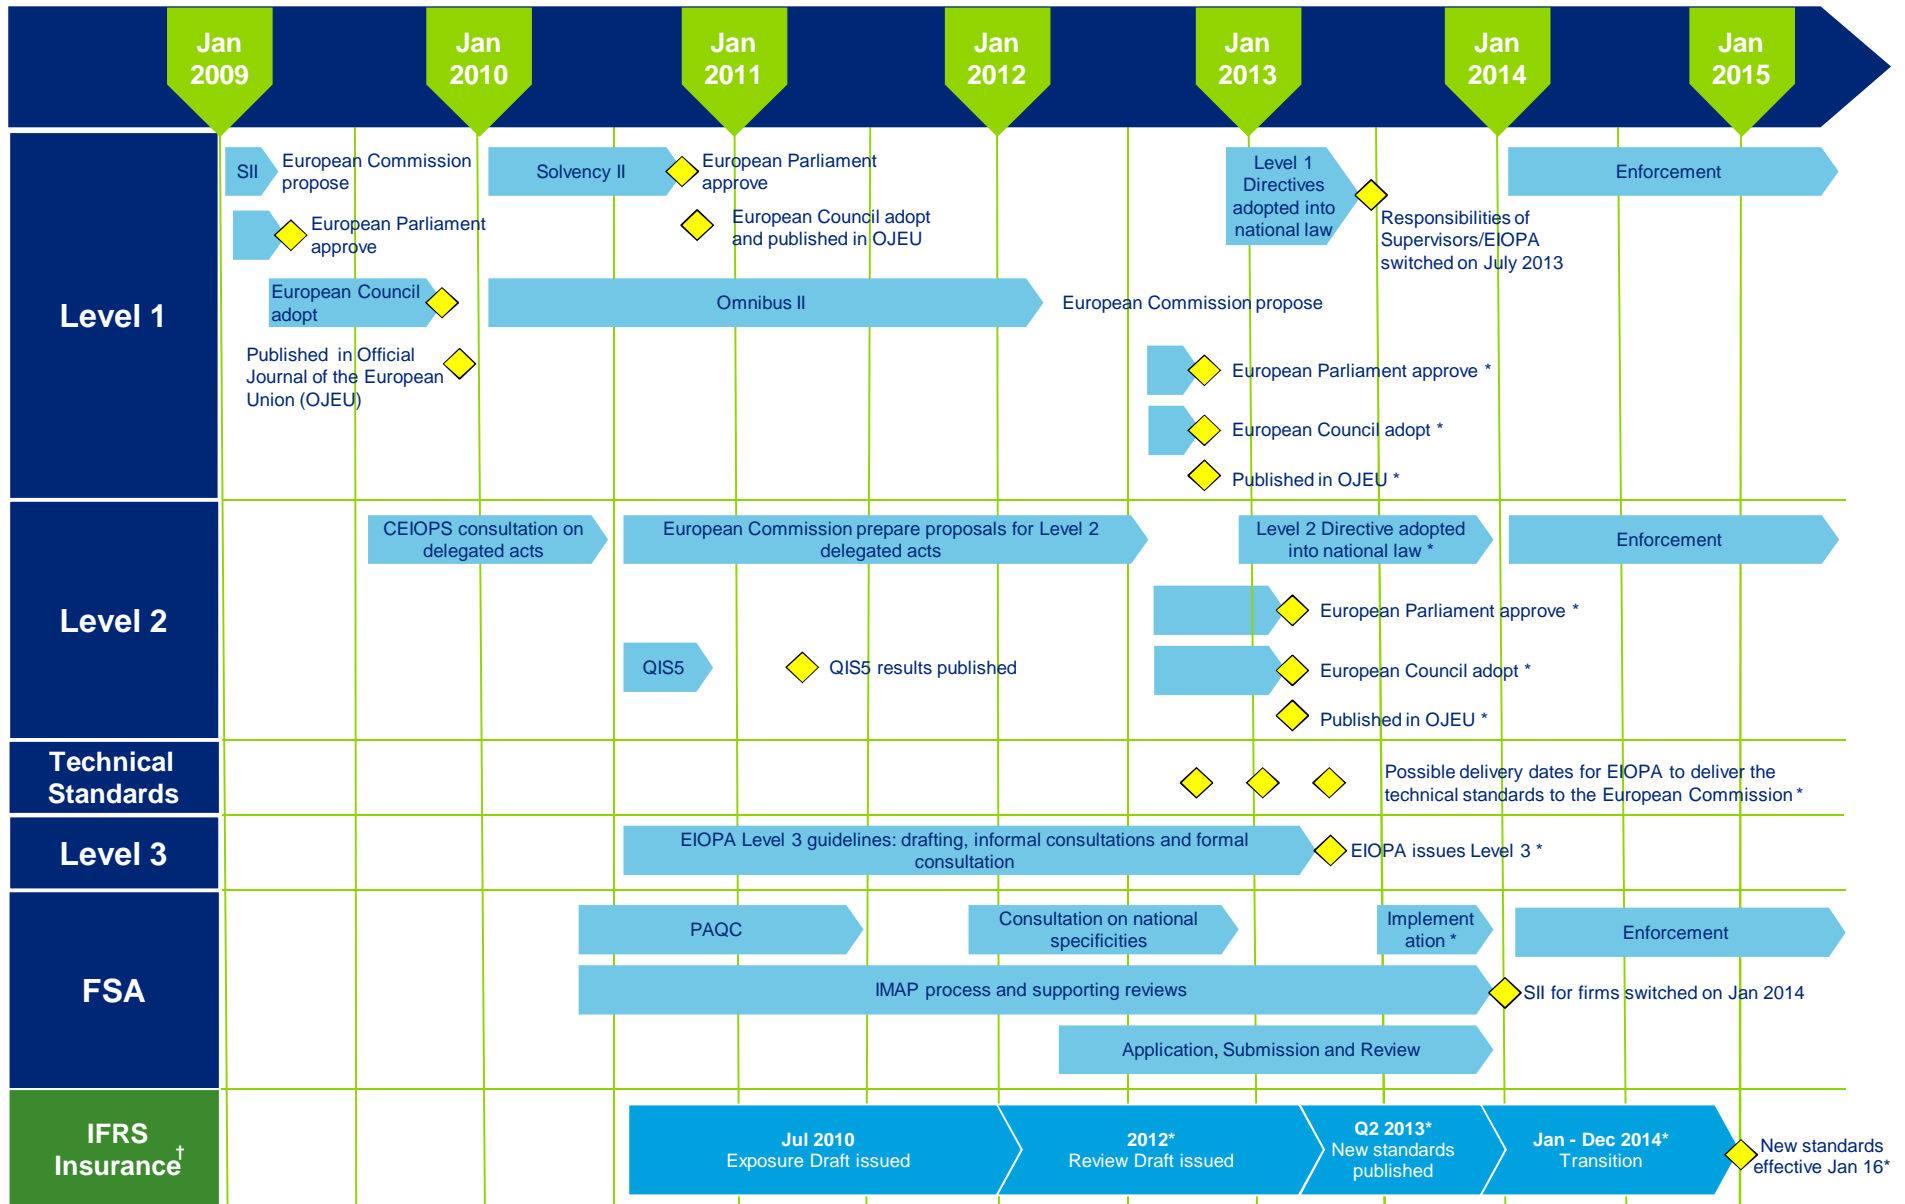 Jan
2009
Jan
2010
Jan
2011
Jan
2012
Jan
2013
Jan
2014
Jan
2015
Level 1
SII
European Commission
propose
European Parliament
approve
European Council
adopt
Published in Official
Journal of the European
Union (OJEU)
Solvency II
European Parliament
approve
European Council adopt
and published in OJEU
Omnibus II
European Commission propose
Level 1
Directives
adopted into
national law
Responsibilities of
Supervisors/EIOPA
switched on July 2013
Enforcement
European Parliament approve *
European Council adopt *
Published in OJEU *
Level 2
CEIOPS consultation on
delegated acts
European Commission prepare proposals for Level 2
delegated acts
Level 2 Directive adopted
into national law *
Enforcement
European Parliament approve *
QIS5
QIS5 results published
European Council adopt *
Published in OJEU *
Technical
Standards
Possible delivery dates for EIOPA to deliver the
technical standards to the European Commission *
Level 3
EIOPA Level 3 guidelines: drafting, informal consultations and formal
consultation
EIOPA issues Level 3 *
FSA
PAQC
Consultation on national
specificities
Implement
ation *
Enforcement
IMAP process and supporting reviews
SII for firms switched on Jan 2014
Application, Submission and Review
IFRS
Insurance†
Jul 2010
Exposure Draft issued
2012*
Review Draft issued
Q2 2013*
New standards
published
Jan - Dec 2014*
Transition
New standards
effective Jan 16*